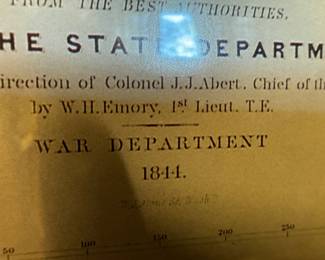 FROM THE BEST AUTHORITIES,
HE STATE DEPARTM
irection of Colonel J.J.Abert. Chief of th
by W.H.Emory, 1st Lieut. T.E.
WAR DEPARTMENT
1844.
50 100 150 200 250